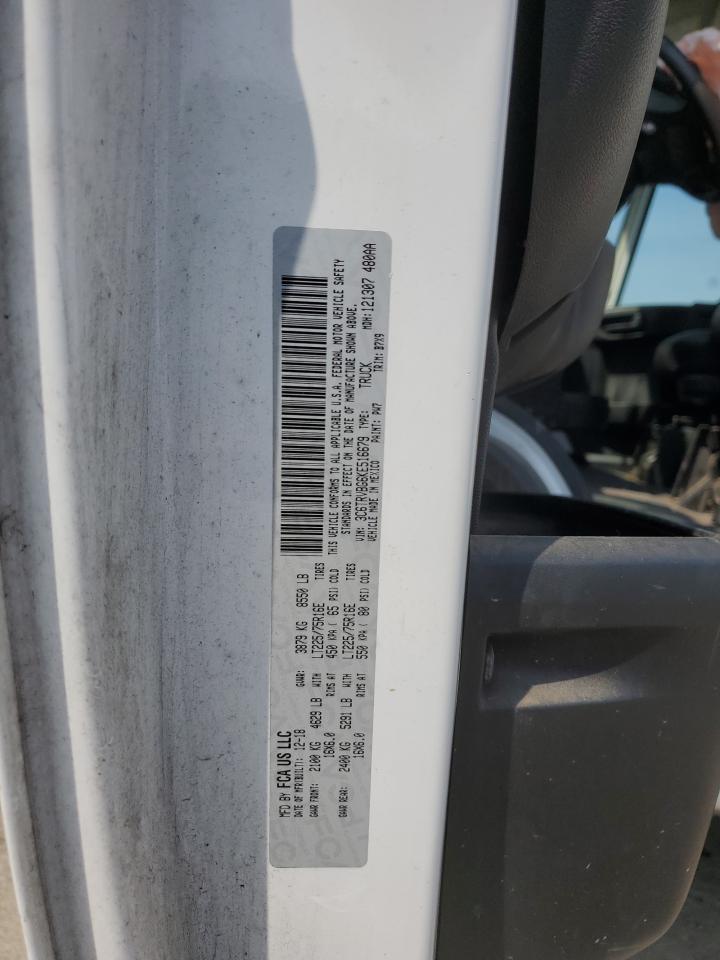 MFD BY FCA US LLC
DATE OF MFR(BUILT): 12-18 GVWR: 3879 KG 8550 LB
GAWR FRONT: 2100 KG 4629 LB WITH LT225/75R16E TIRES
16X6.0 RIMS AT 450 KPA ( 65 PSI) COLD
GAWR REAR: 2400 KG 5291 LB WITH LT225/75R16E TIRES
16X6.0 RIMS AT 550 KPA ( 80 PSI) COLD
THIS VEHICLE CONFORMS TO ALL APPLICABLE U.S.A. FEDERAL MOTOR VEHICLE SAFETY
STANDARDS IN EFFECT ON THE DATE OF MANUFACTURE SHOWN ABOVE.
VIN: 3C6TRVBG6KE516679 TYPE: TRUCK MDH:121307 480AA
VEHICLE MADE IN MEXICO PAINT: PW7 TRIM: B7X9